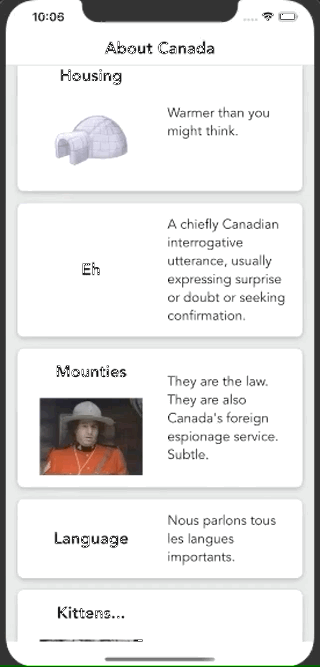 10:06
About Canada
Housing
Warmer than you
might think.
Eh
A chiefly Canadian
interrogative
utterance, usually
expressing surprise
or doubt or seeking
confirmation.
Mounties
They are the law.
They are also
Canada's foreign
espionage service.
Subtle.
Language
Nous parlons tous
les langues
importants.
Kittens...